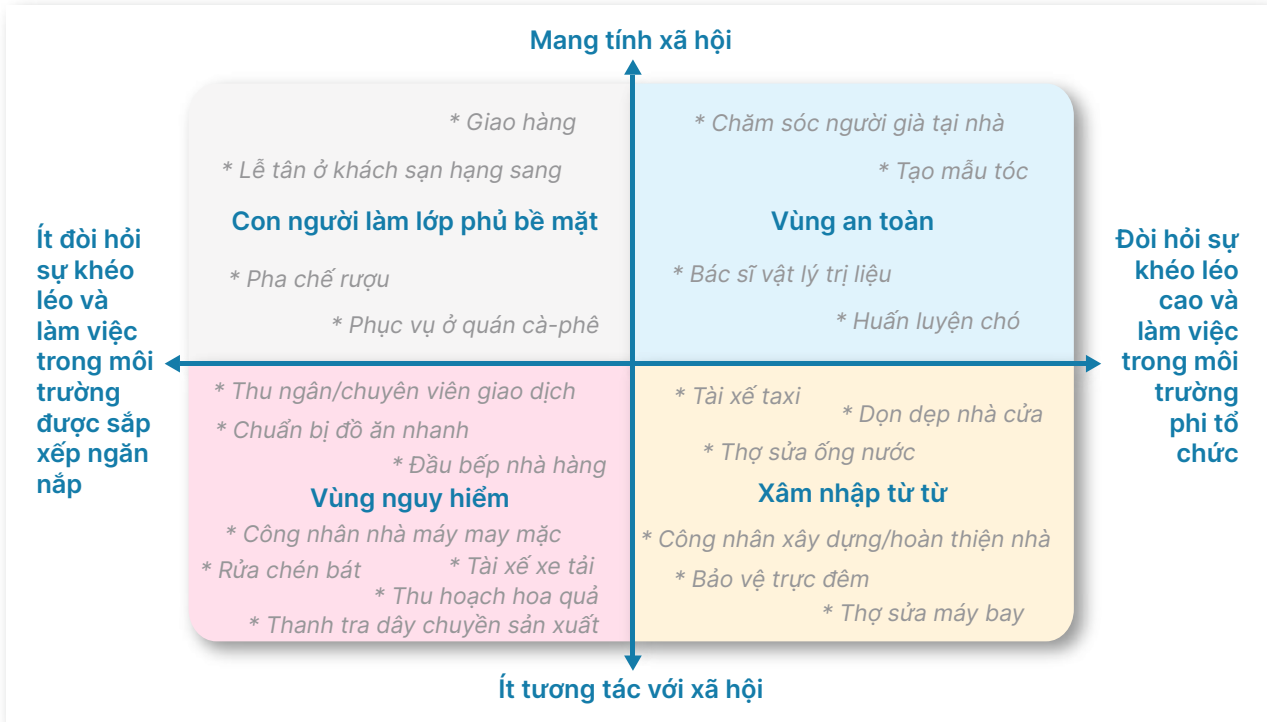 Mang tính xã hội
* Giao hàng
* Lễ tân ở khách sạn hạng sang
Con người làm lớp phủ bề mặt
* Pha chế rượu
* Phục vụ ở quán cà-phê
* Chăm sóc người già tại nhà
* Tạo mẫu tóc
Vùng an toàn
* Bác sĩ vật lý trị liệu
* Huấn luyện chó
Ít đòi hỏi
sự khéo
léo và
làm việc
trong môi
trường
được sắp
xếp ngăn
nắp
Đòi hỏi sự
khéo léo
cao và
làm việc
trong môi
trường
phi tổ
chức
* Thu ngân/chuyên viên giao dịch
* Chuẩn bị đồ ăn nhanh
* Đầu bếp nhà hàng
Vùng nguy hiểm
* Công nhân nhà máy may mặc
* Rửa chén bát
* Tài xế xe tải
* Thu hoạch hoa quả
* Thanh tra dây chuyền sản xuất
* Tài xế taxi
* Dọn dẹp nhà cửa
* Thợ sửa ống nước
Xâm nhập từ từ
* Công nhân xây dựng/hoàn thiện nhà
* Bảo vệ trực đêm
* Thợ sửa máy bay
Ít tương tác với xã hội